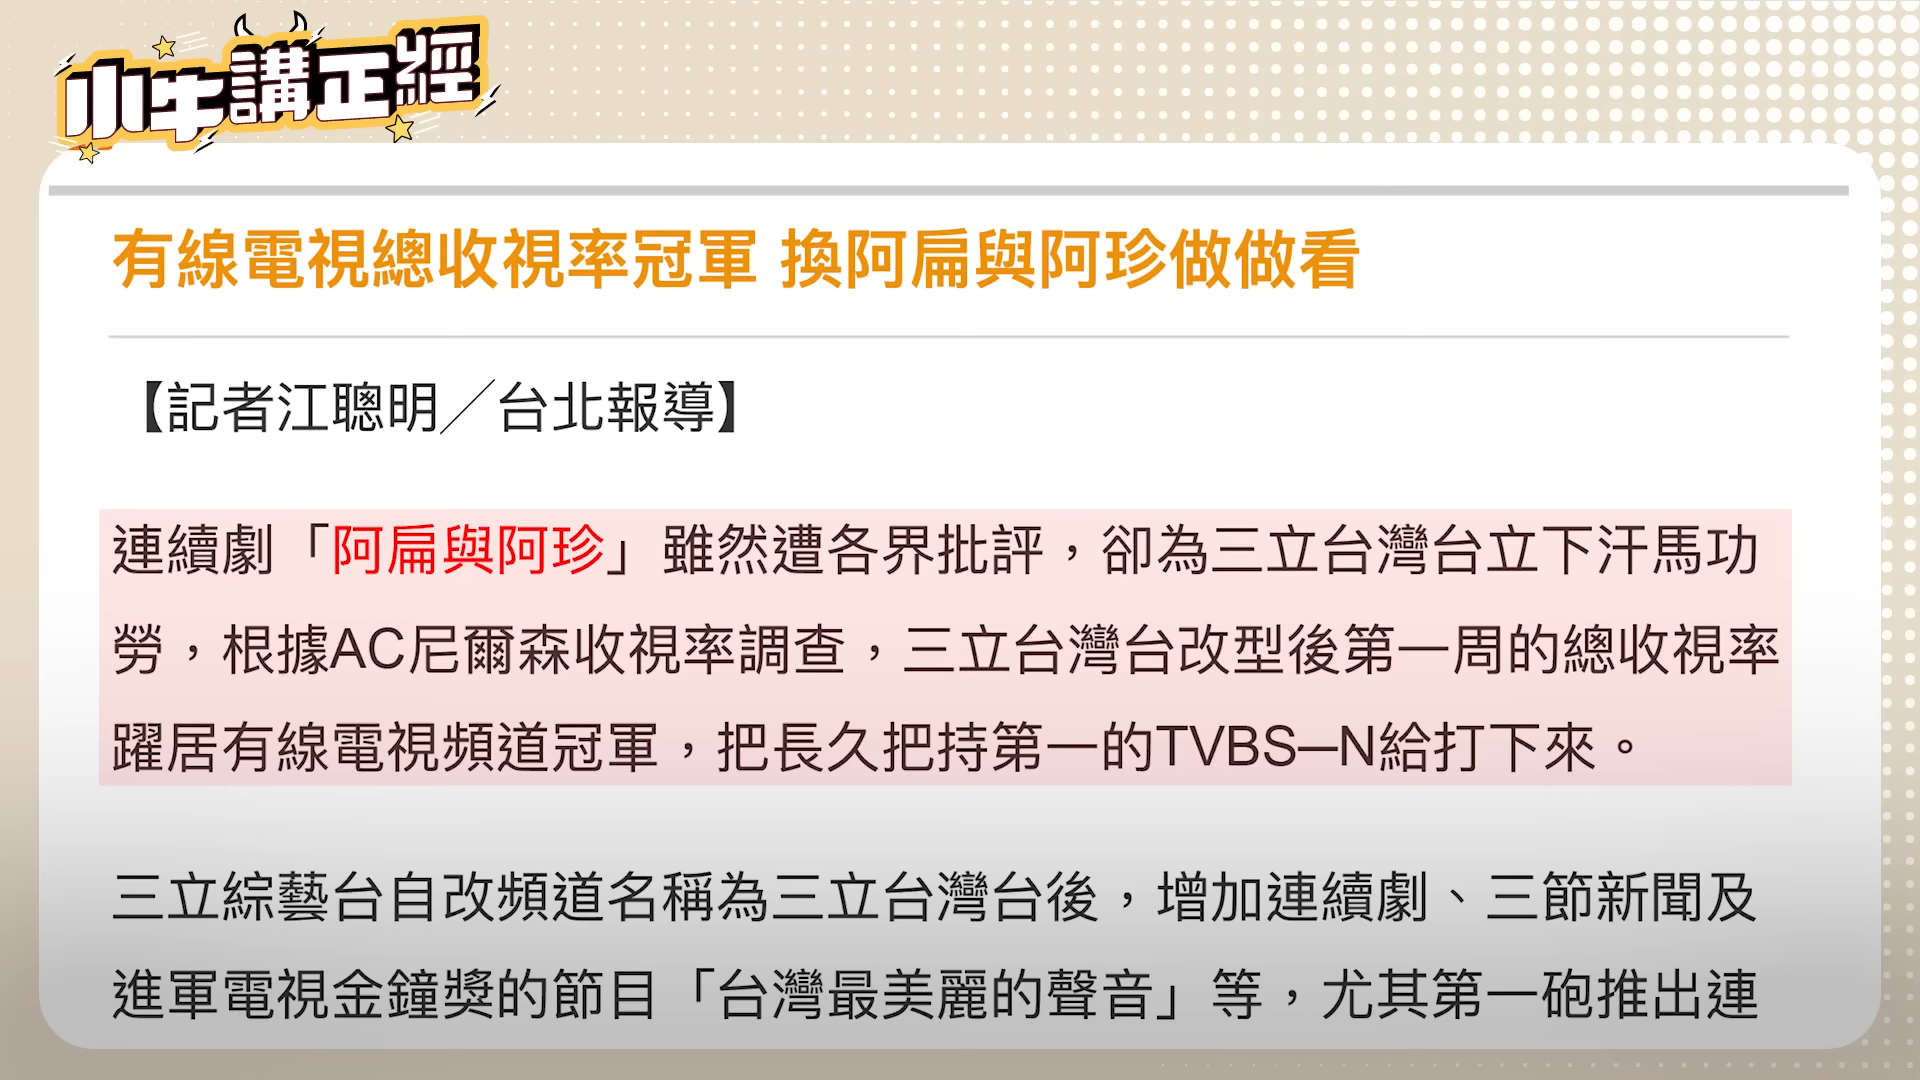 小牛講正經
有線電視總收視率冠軍 換阿扁與阿珍做做看
【記者江聰明／台北報導】
連續劇「阿扁與阿珍」雖然遭各界批評，卻為三立台灣台立下汗馬功
勞，根據AC尼爾森收視率調查，三立台灣台改型後第一周的總收視率
躍居有線電視頻道冠軍，把長久把持第一的TVBS—N給打下來。
三立綜藝台自改頻道名稱為三立台灣台後，增加連續劇、三節新聞及
進軍電視金鐘獎的節目「台灣最美麗的聲音」等，尤其第一砲推出連